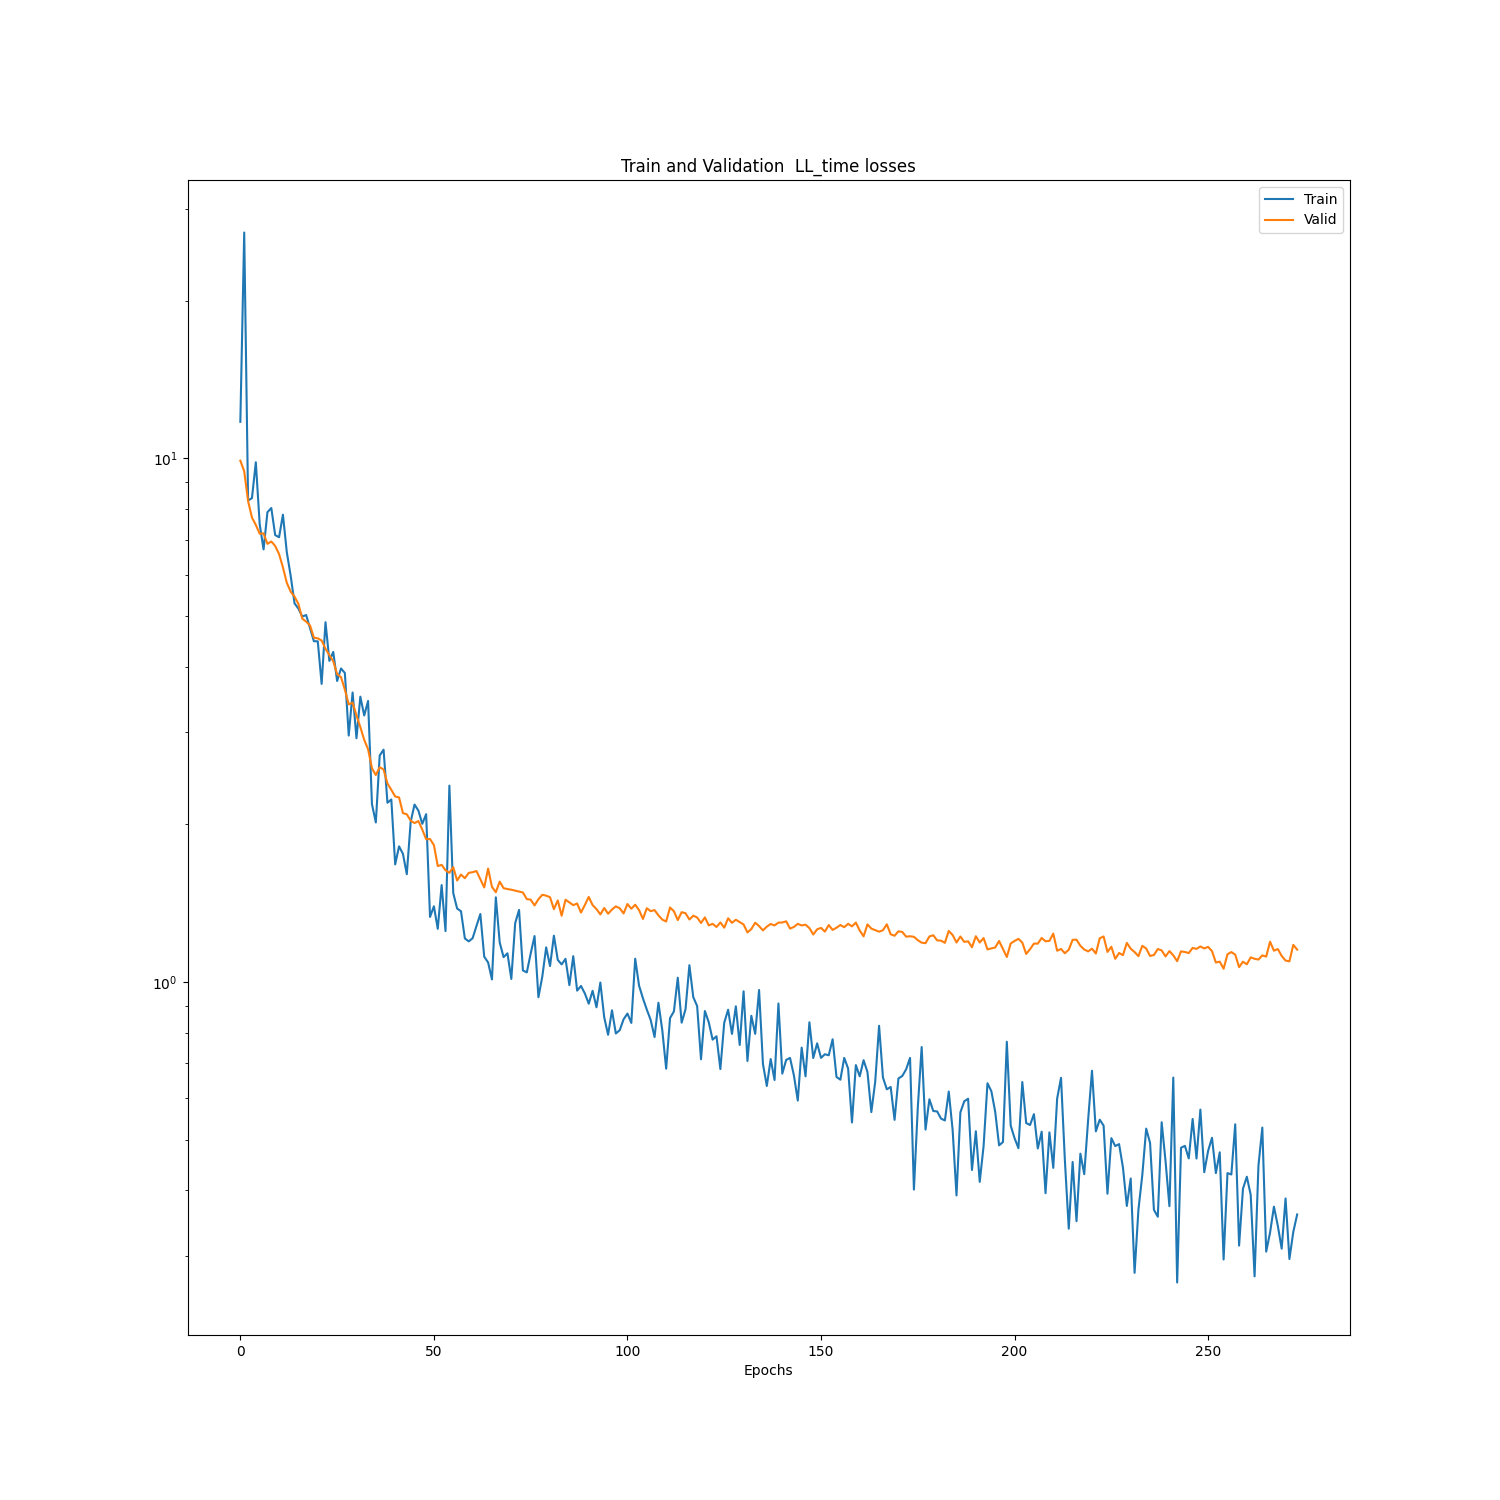 Train and Validation  LL_time losses
Train
Valid
10¹
10⁰
0 50 100 150 200 250
Epochs